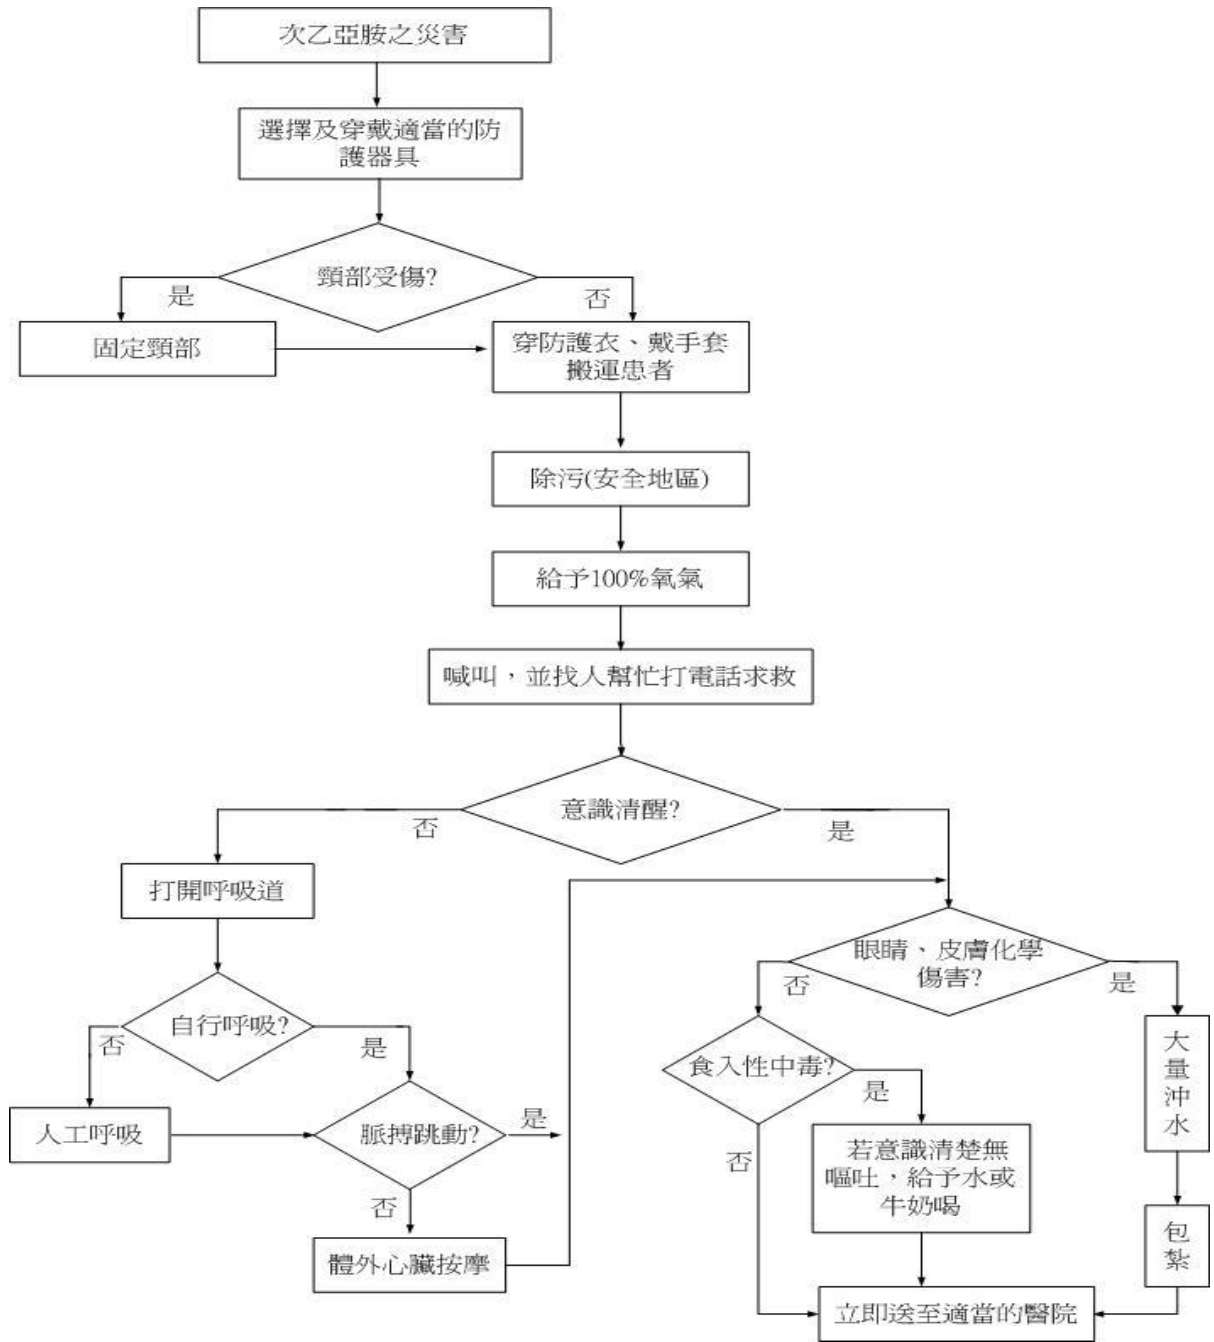 次乙亞胺之災害
選擇及穿戴適當的防
護器具
頸部受傷?
是
否
固定頸部
穿防護衣、戴手套
搬運患者
除污(安全地區)
給予100%氧氣
喊叫，並找人幫忙打電話求救
意識清醒?
否
是
打開呼吸道
眼睛、皮膚化學
傷害?
否
是
自行呼吸?
否
是
大
量
沖
水
食入性中毒?
是
否
人工呼吸
脈搏跳動?
是
否
若意識清楚無
嘔吐，給予水或
牛奶喝
包
紮
體外心臟按摩
立即送至適當的醫院